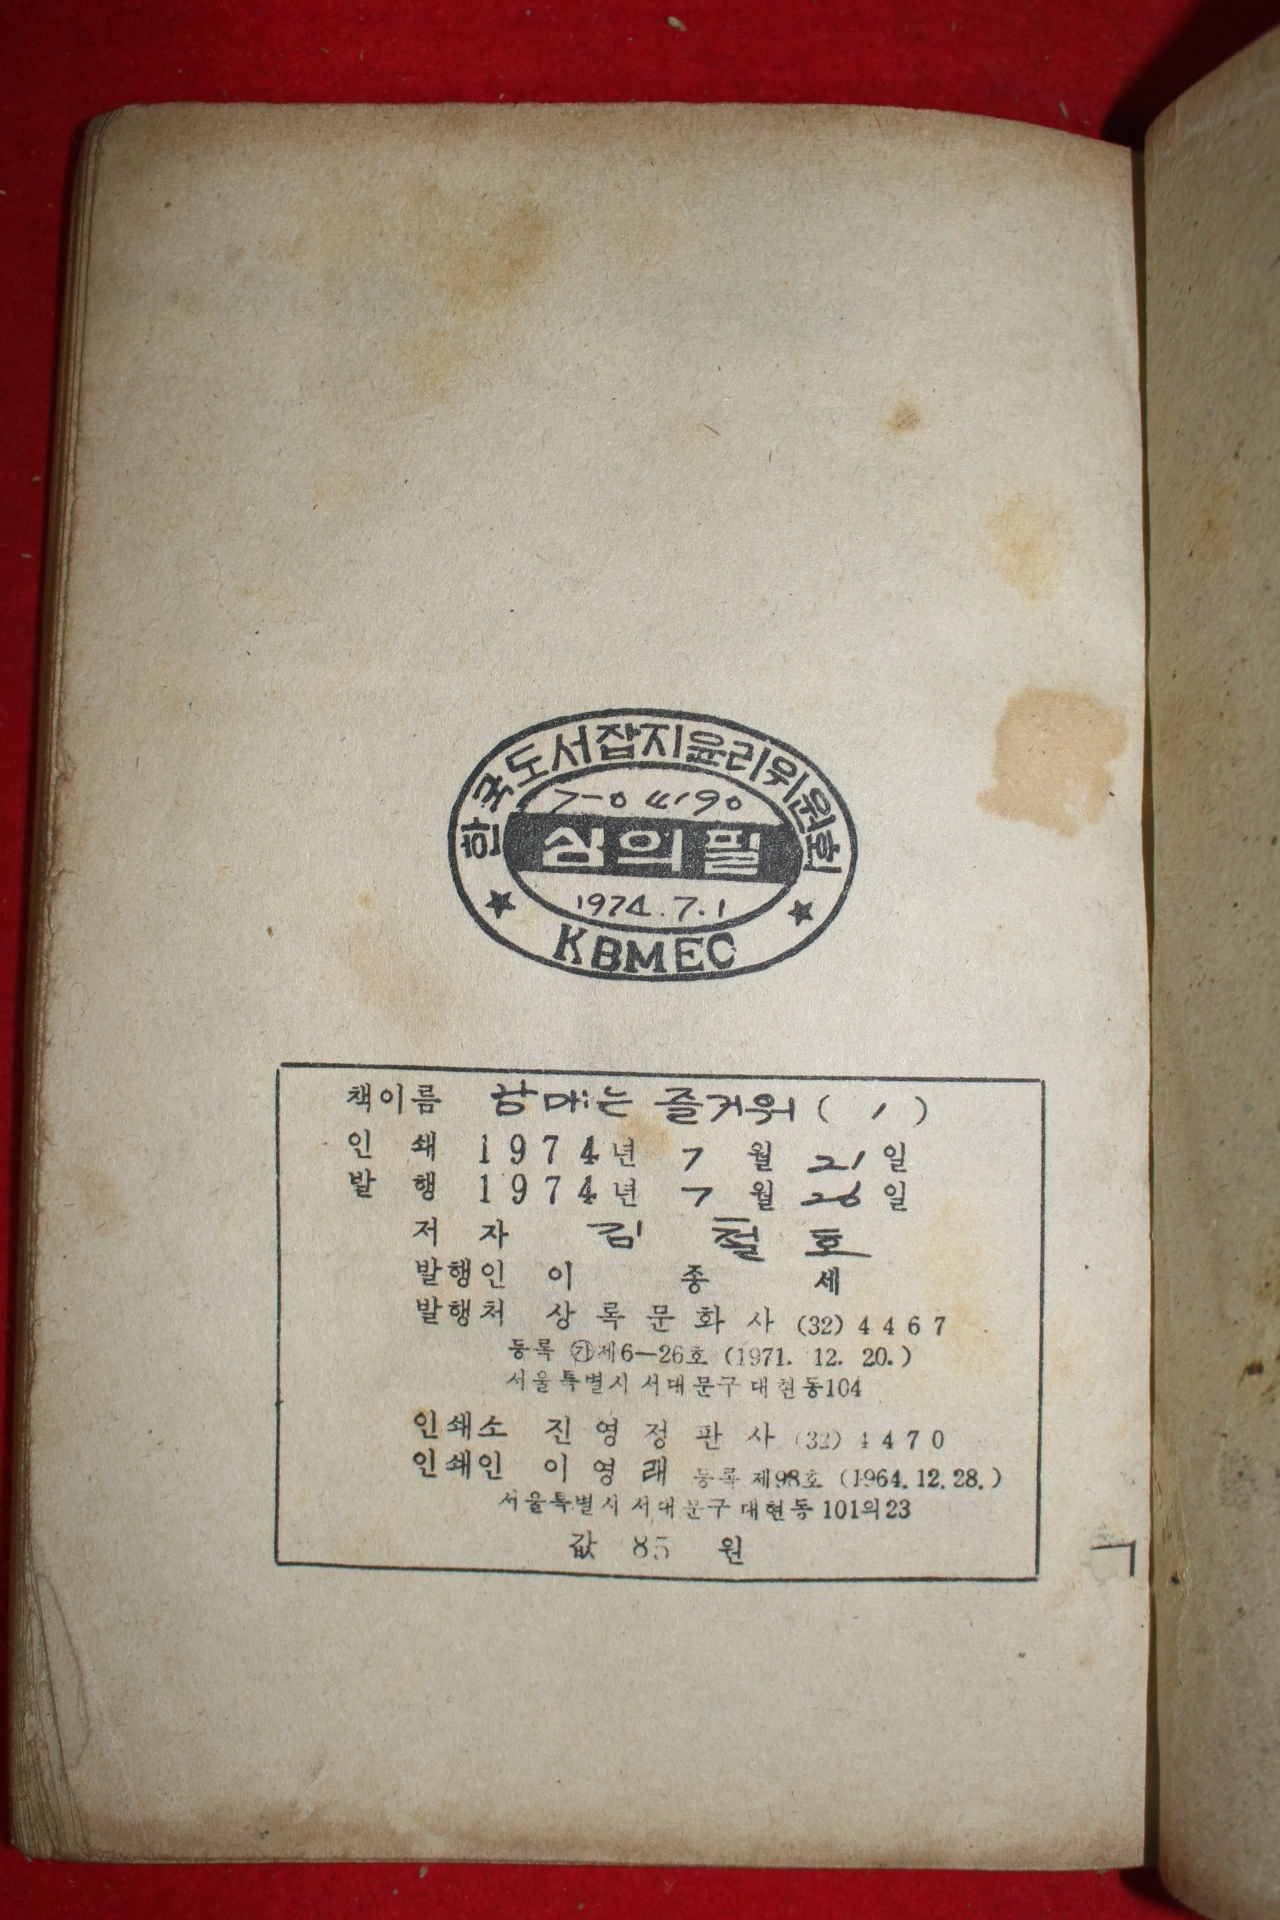 한국도서잡지윤리위원회
7-04190
심의필
1974.7.1
KBMEC
책이름 즐거워 (1)
인쇄 1974년 7월 21일
발행 1974년 7월 26일
저자 김철호
발행인 이종세
발행처 상록문화사 (32) 4467
등록 ㉮제6—26호 (1971. 12. 20.)
서울특별시 서대문구 대현동104
인쇄소 진영정판사 (32) 4470
인쇄인 이영래 등록 제98호 (1964. 12. 28.)
서울특별시 서대문구 대현동 101의23
값 85 원